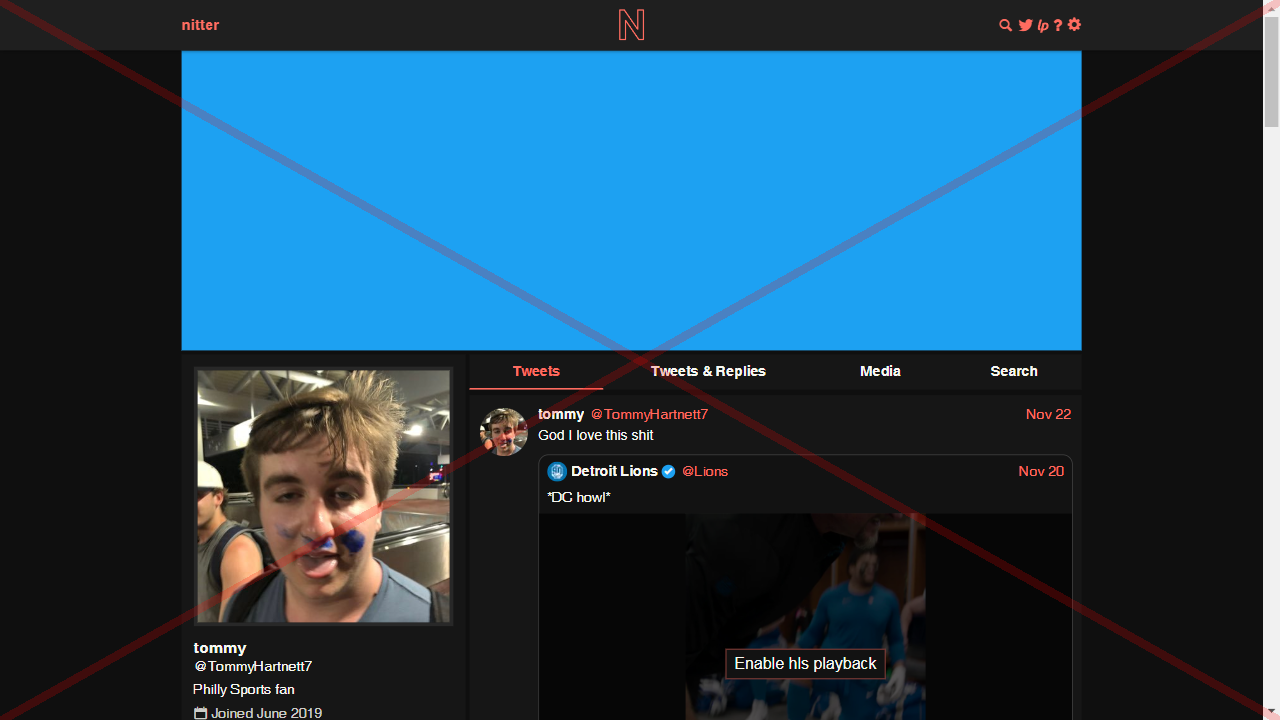 nitter
N
lp ?
Tweets Tweets & Replies Media Search
tommy @TommyHartnett7 Nov 22
God I love this shit
Detroit Lions @Lions Nov 20
*DC howl*
Enable hls playback
tommy
@TommyHartnett7
Philly Sports fan
Joined June 2019